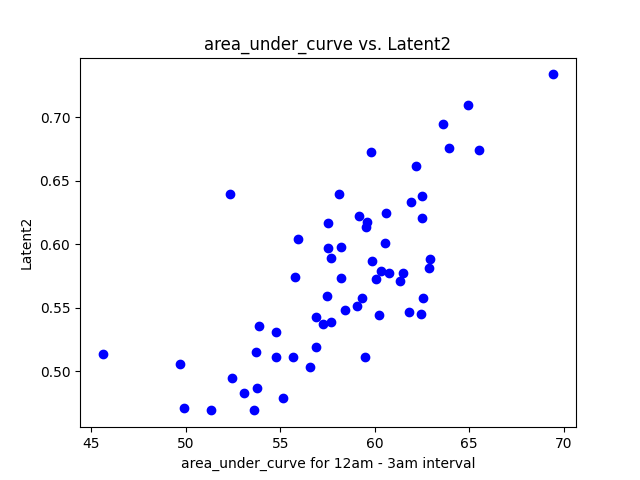 area_under_curve vs. Latent2
0.70
0.65
0.60
0.55
0.50
Latent2
45 50 55 60 65 70
area_under_curve for 12am - 3am interval